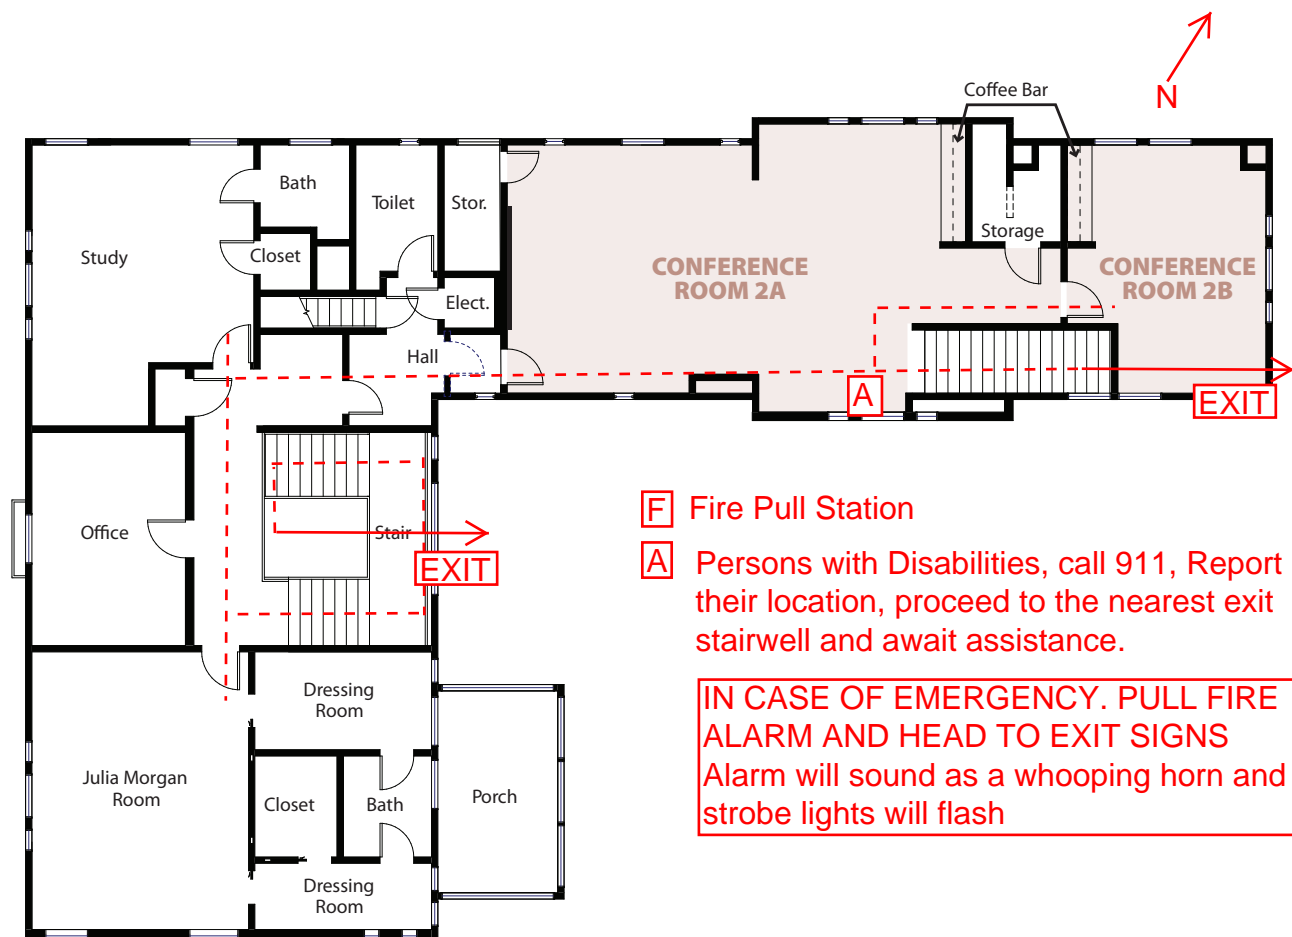 N
Coffee Bar
Bath
Toilet
Stor.
Study
Closet
Storage
CONFERENCE
ROOM 2A
CONFERENCE
ROOM 2B
Elect.
Hall
A
EXIT
Office
Stair
EXIT
F Fire Pull Station
A Persons with Disabilities, call 911, Report
their location, proceed to the nearest exit
stairwell and await assistance.
IN CASE OF EMERGENCY. PULL FIRE
ALARM AND HEAD TO EXIT SIGNS
Alarm will sound as a whooping horn and
strobe lights will flash
Dressing
Room
Julia Morgan
Room
Closet
Bath
Porch
Dressing
Room